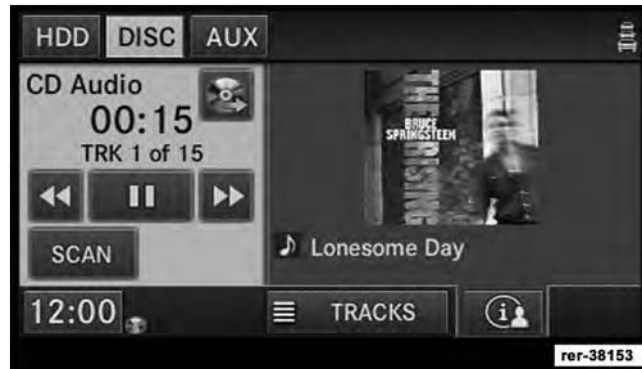 HDD DISC AUX
CD Audio
00:15
TRK 1 of 15
SCAN
THE RISING
BRUCE
SPRINGSTEEN
♪ Lonesome Day
12:00
TRACKS
i
rer-38153